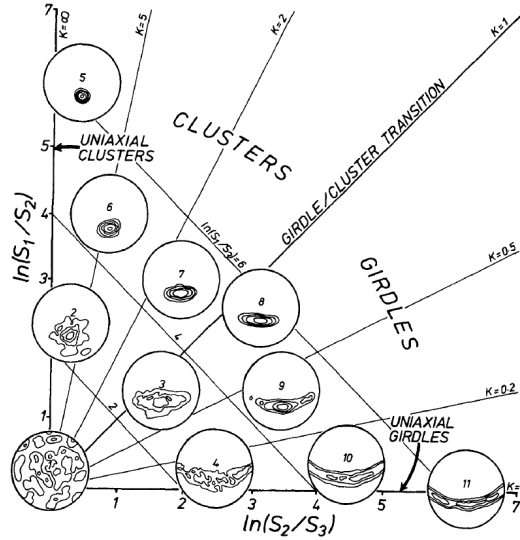 7
K=∞
K=5
K=2
K=1
5
CLUSTERS
GIRDLE/CLUSTER TRANSITION
5
UNIAXIAL
CLUSTERS
ln(S₁/S₂)
6
4
ln(S₁/S₃)=6
GIRDLES
K=0.5
3
7
8
2
4
3
9
K=0.2
2
UNIAXIAL
GIRDLES
1
4
10
11
K=
1
2
3
4
5
7
ln(S₂/S₃)